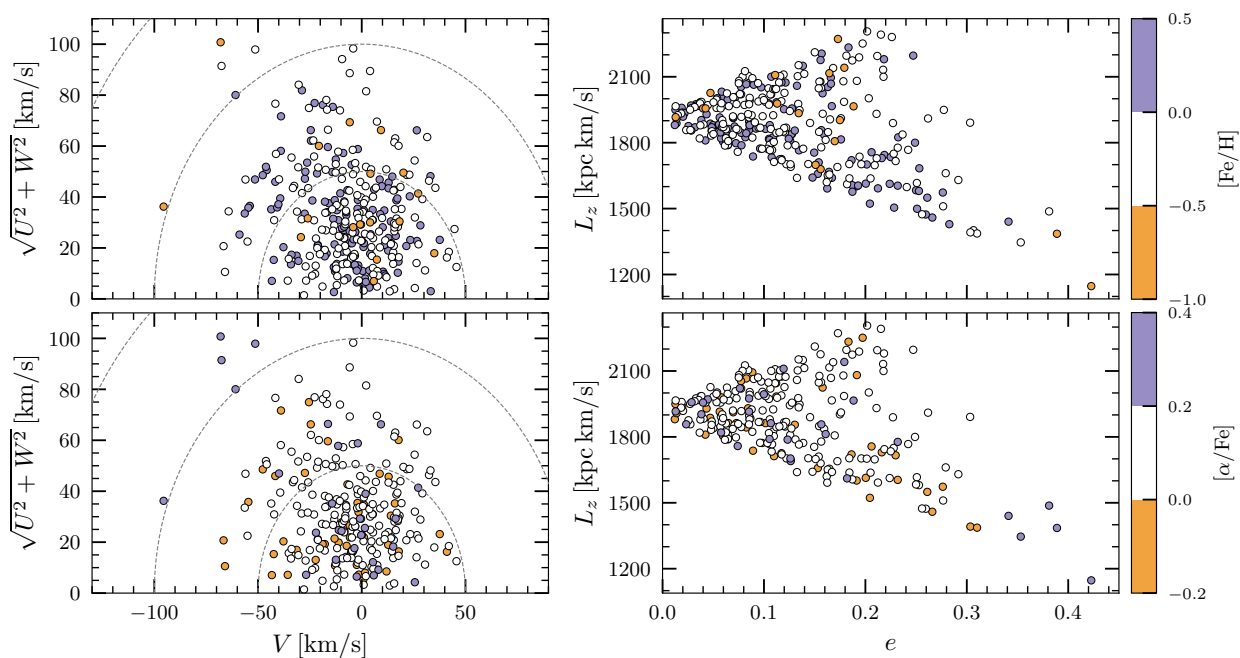 100
80
60
40
20
0
√U² + W² [km/s]
2100
1800
1500
1200
L_z [kpc km/s]
0.5
0.0
−0.5
−1.0
[Fe/H]
100
80
60
40
20
0
√U² + W² [km/s]
−100 −50 0 50
V [km/s]
2100
1800
1500
1200
L_z [kpc km/s]
0.0 0.1 0.2 0.3 0.4
e
0.4
0.2
0.0
−0.2
[α/Fe]